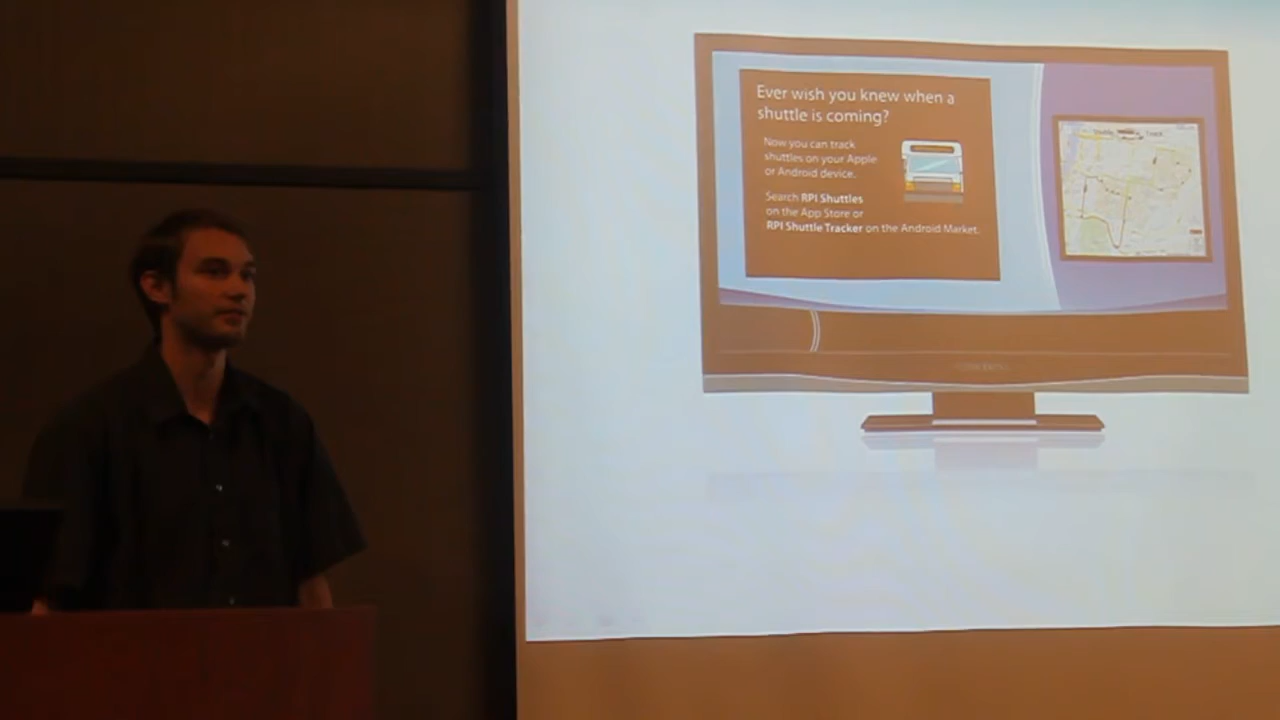 Ever wish you knew when a
shuttle is coming?
Now you can track
shuttles on your Apple
or Android device.
Search RPI Shuttles
on the App Store or
RPI Shuttle Tracker on the Android Market.